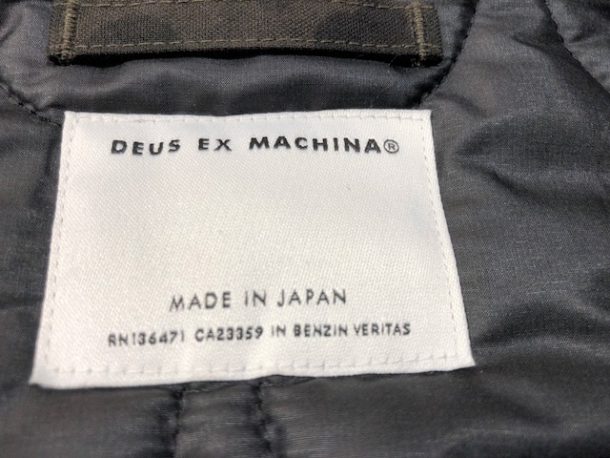 DEUS EX MACHINA®
MADE IN JAPAN
RN136471 CA23359 IN BENZIN VERITAS